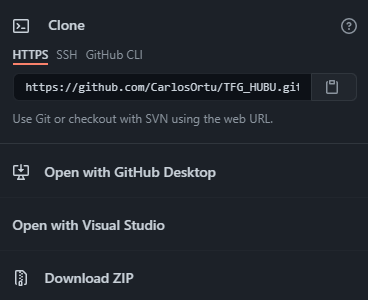 Clone
HTTPS SSH GitHub CLI
https://github.com/CarlosOrtu/TFG_HUBU.git
Use Git or checkout with SVN using the web URL.
Open with GitHub Desktop
Open with Visual Studio
Download ZIP